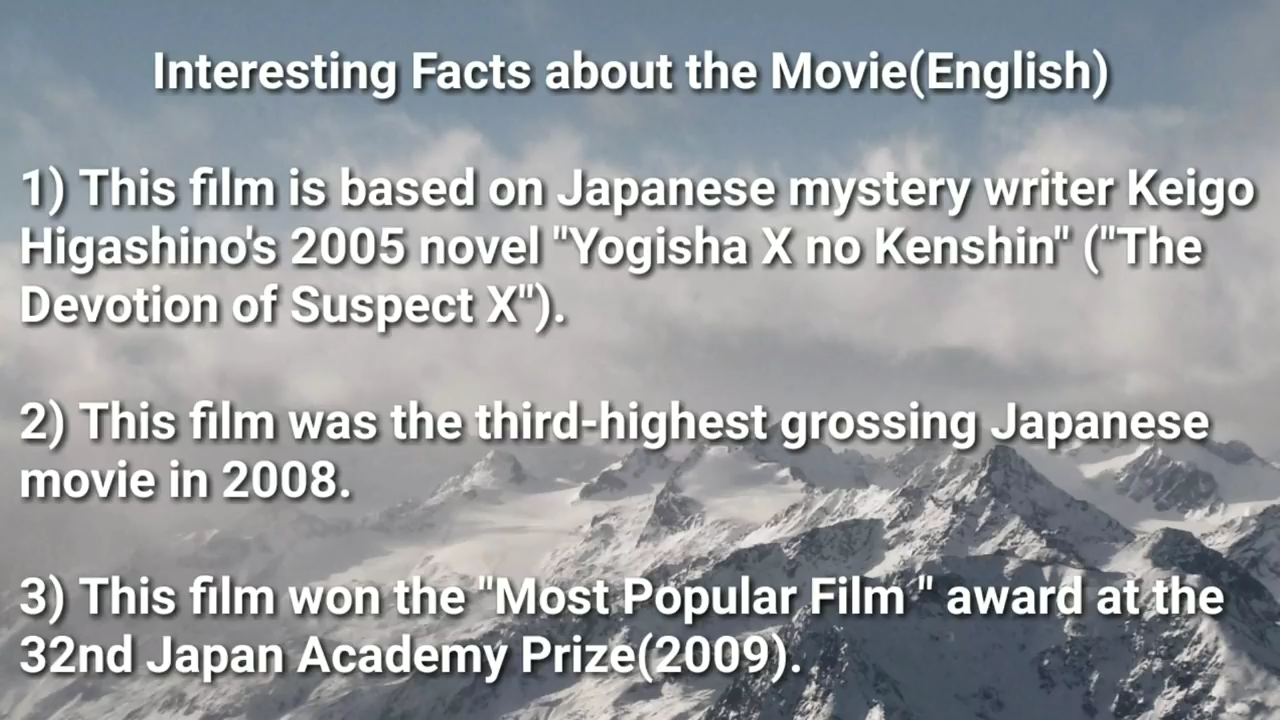 Interesting Facts about the Movie(English)
1) This film is based on Japanese mystery writer Keigo
Higashino's 2005 novel "Yogisha X no Kenshin" ("The
Devotion of Suspect X").
2) This film was the third-highest grossing Japanese
movie in 2008.
3) This film won the "Most Popular Film " award at the
32nd Japan Academy Prize(2009).